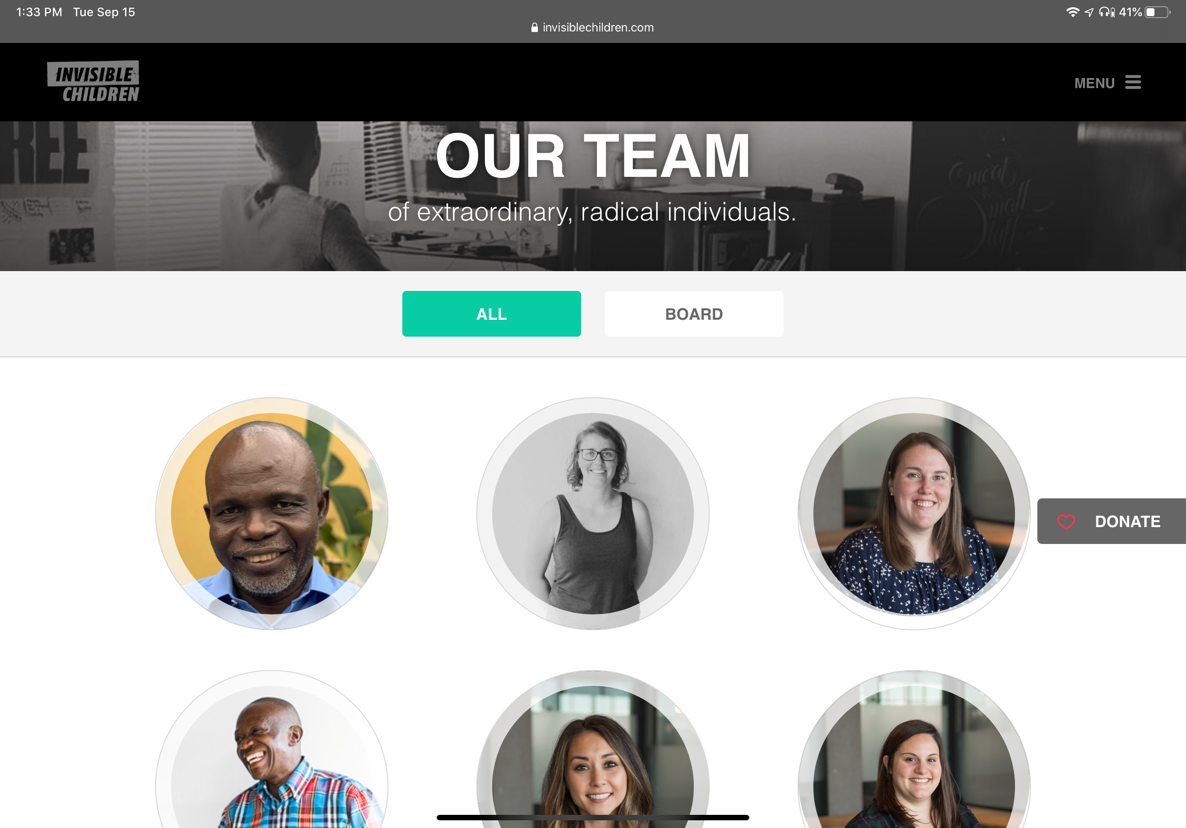 1:33 PM Tue Sep 15
41%
invisiblechildren.com
INVISIBLE
CHILDREN
MENU
OUR TEAM
of extraordinary, radical individuals.
ALL
BOARD
DONATE